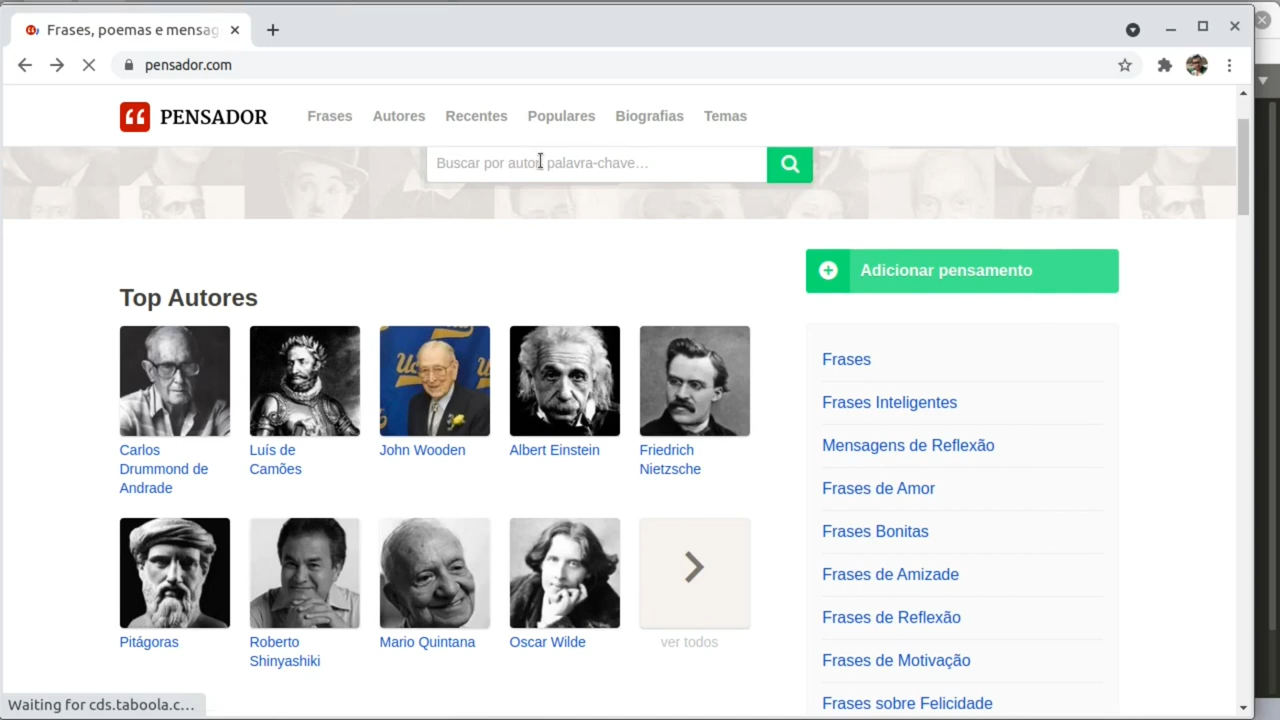 Frases, poemas e mensag
pensador.com
PENSADOR Frases Autores Recentes Populares Biografias Temas
Buscar por autor, palavra-chave...
Adicionar pensamento
Top Autores
Carlos Drummond de Andrade
Luís de Camões
John Wooden
Albert Einstein
Friedrich Nietzsche
Pitágoras
Roberto Shinyashiki
Mario Quintana
Oscar Wilde
ver todos
Frases
Frases Inteligentes
Mensagens de Reflexão
Frases de Amor
Frases Bonitas
Frases de Amizade
Frases de Reflexão
Frases de Motivação
Frases sobre Felicidade
Waiting for cds.taboola.c...